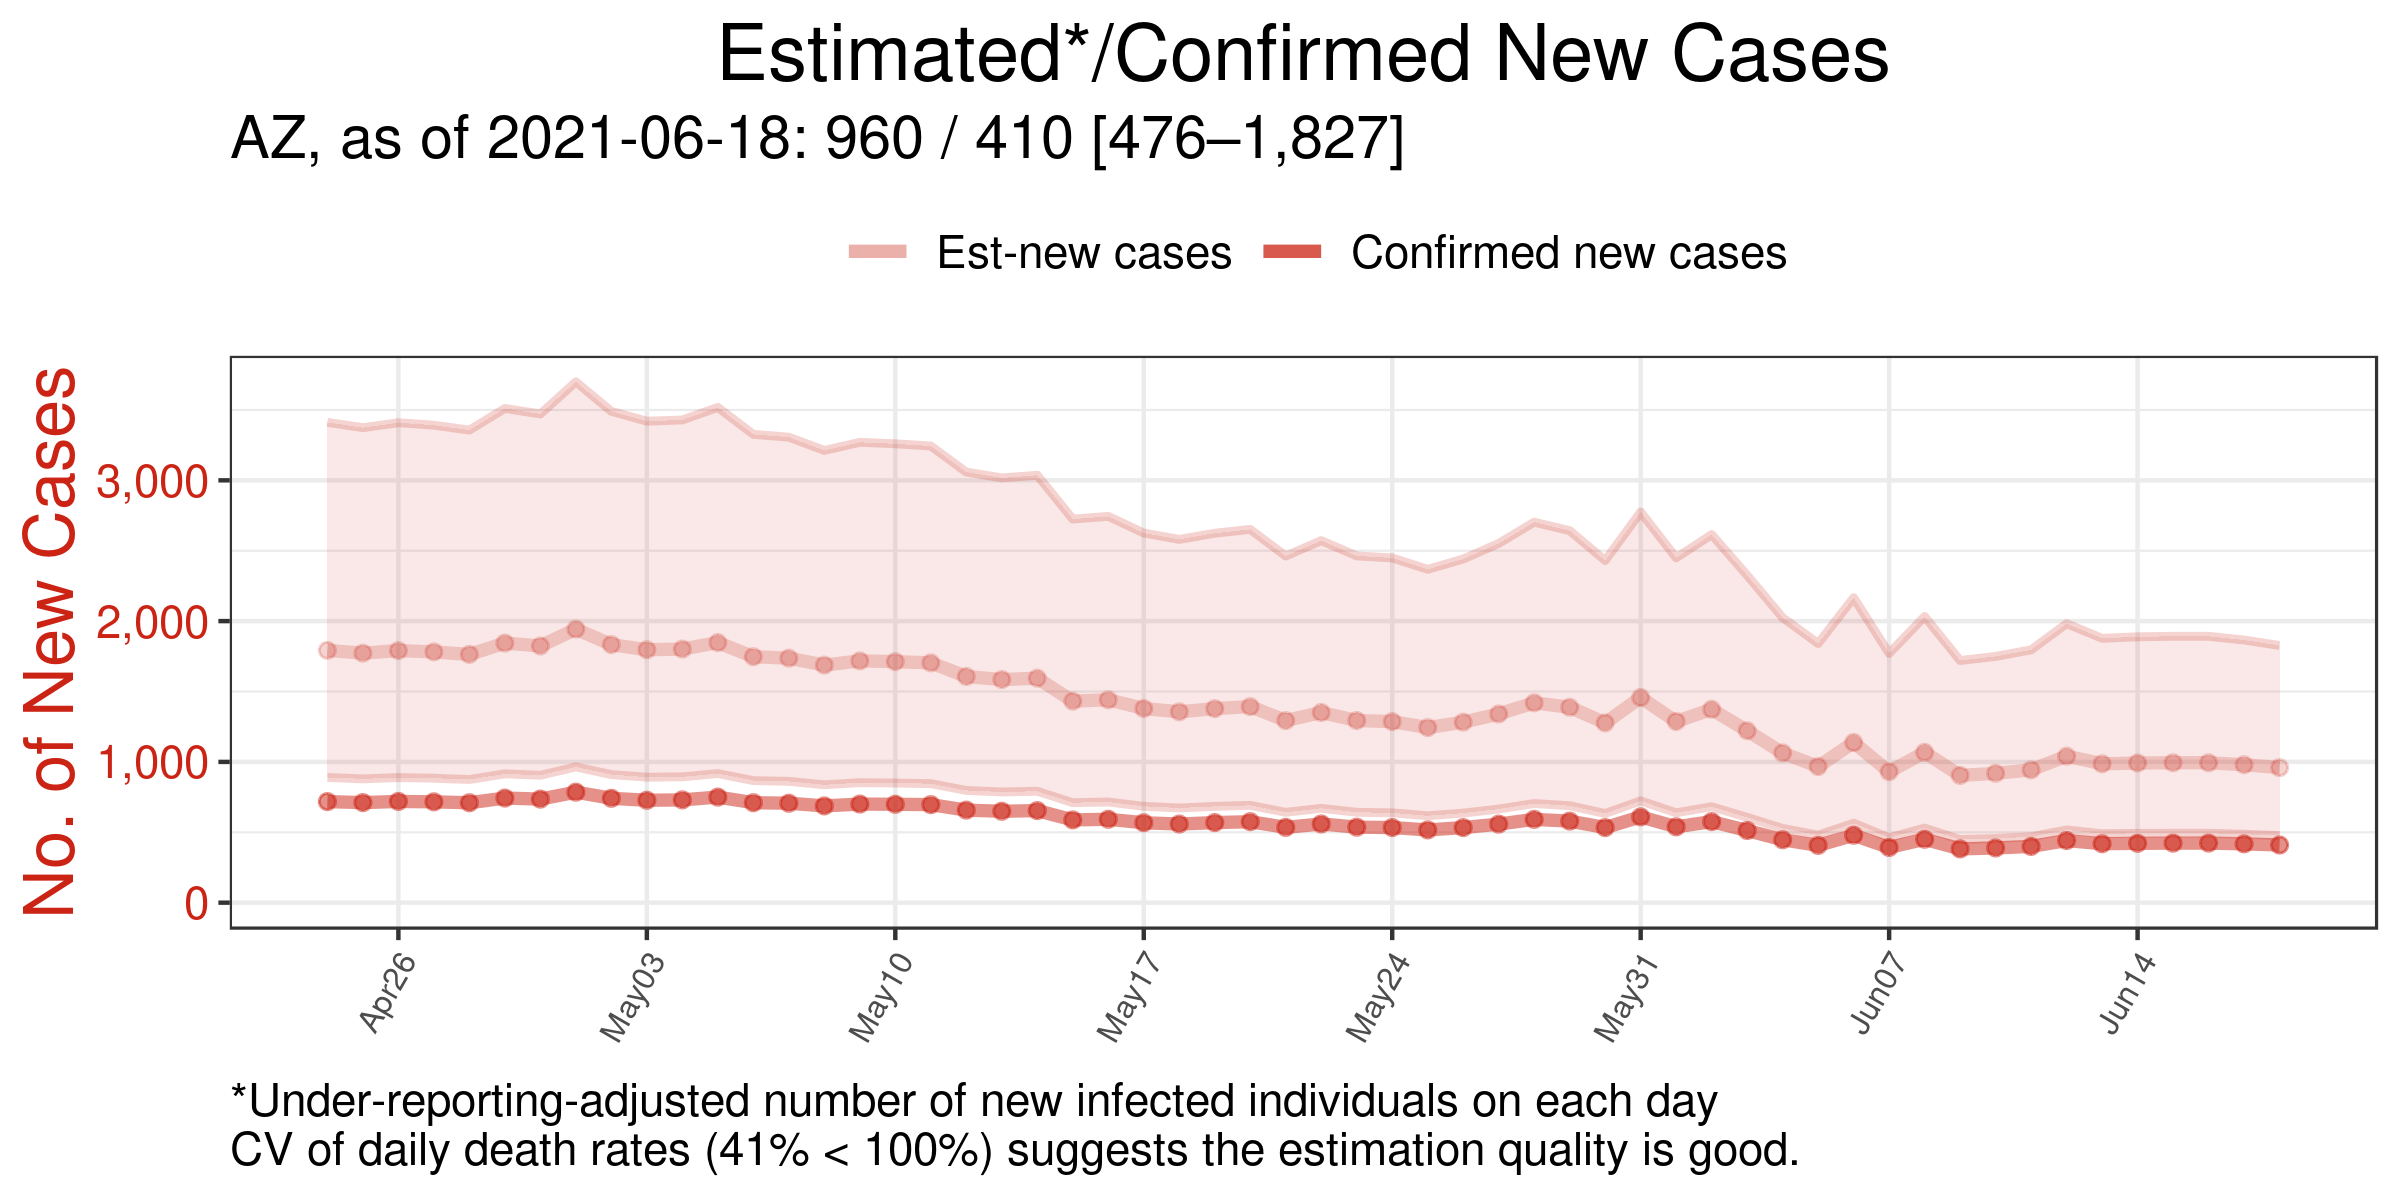 Estimated*/Confirmed New Cases
AZ, as of 2021-06-18: 960 / 410 [476–1,827]
Est-new cases
Confirmed new cases
No. of New Cases
3,000
2,000
1,000
0
Apr26
May03
May10
May17
May24
May31
Jun07
Jun14
*Under-reporting-adjusted number of new infected individuals on each day
CV of daily death rates (41% < 100%) suggests the estimation quality is good.